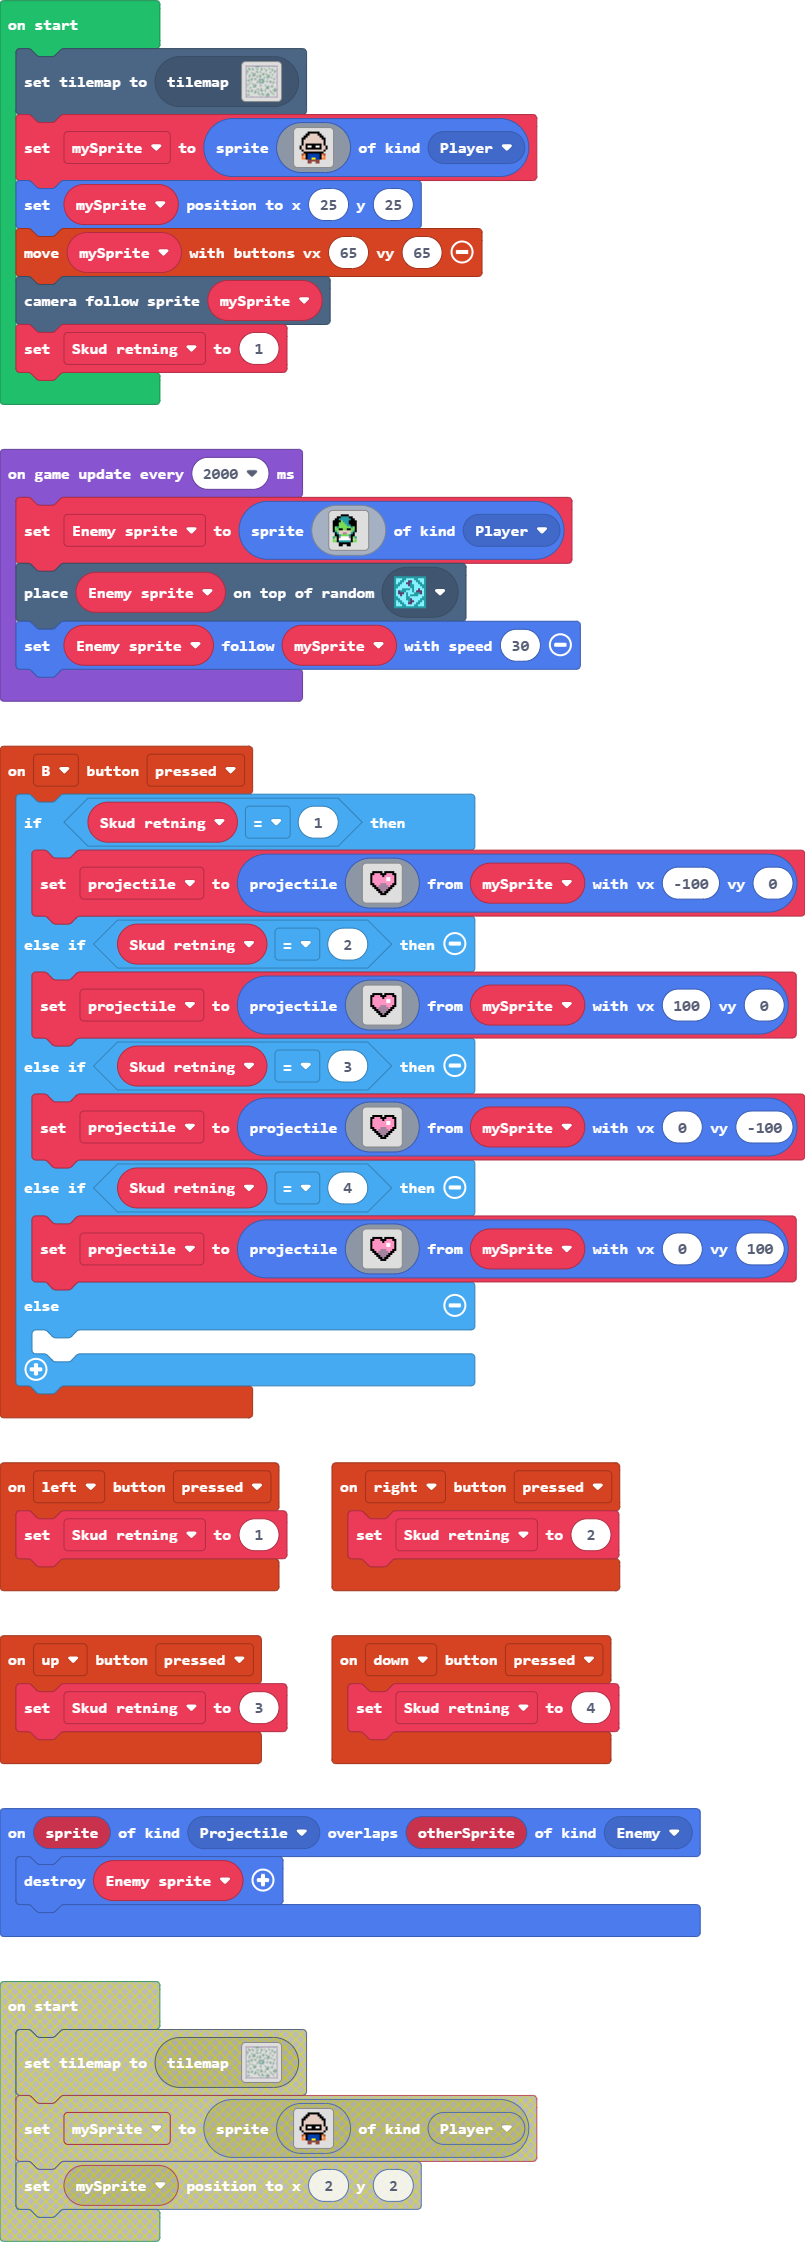 on start
set tilemap to tilemap
set mySprite to sprite of kind Player
set mySprite position to x 25 y 25
move mySprite with buttons vx 65 vy 65
camera follow sprite mySprite
set Skud retning to 1
on game update every 2000 ms
set Enemy sprite to sprite of kind Player
place Enemy sprite on top of random
set Enemy sprite follow mySprite with speed 30
on B button pressed
if Skud retning = 1 then
set projectile to projectile from mySprite with vx -100 vy 0
else if Skud retning = 2 then
set projectile to projectile from mySprite with vx 100 vy 0
else if Skud retning = 3 then
set projectile to projectile from mySprite with vx 0 vy -100
else if Skud retning = 4 then
set projectile to projectile from mySprite with vx 0 vy 100
else
on left button pressed
set Skud retning to 1
on right button pressed
set Skud retning to 2
on up button pressed
set Skud retning to 3
on down button pressed
set Skud retning to 4
on sprite of kind Projectile overlaps otherSprite of kind Enemy
destroy Enemy sprite
on start
set tilemap to tilemap
set mySprite to sprite of kind Player
set mySprite position to x 2 y 2